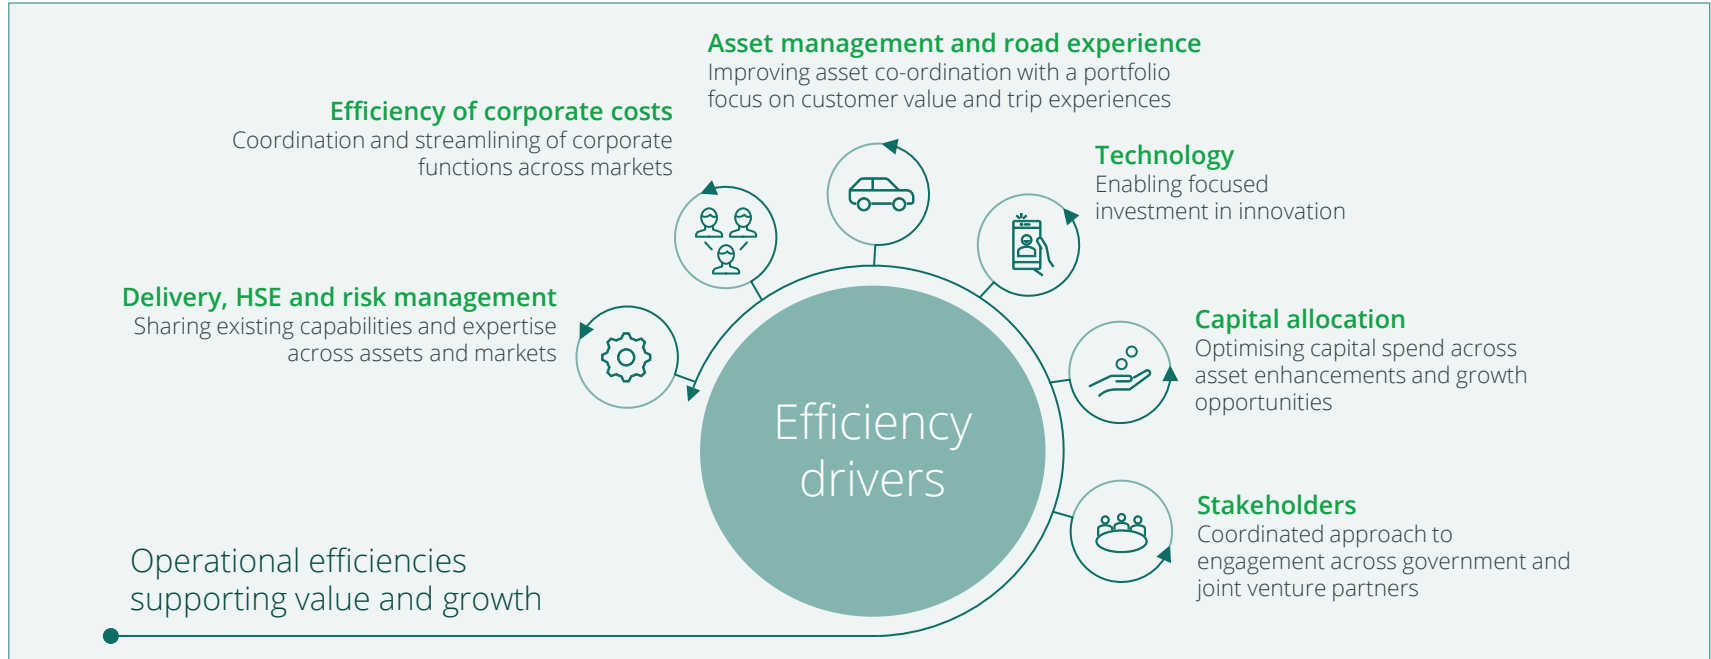 Asset management and road experience
Improving asset co-ordination with a portfolio
focus on customer value and trip experiences
Efficiency of corporate costs
Coordination and streamlining of corporate
functions across markets
Technology
Enabling focused
investment in innovation
Delivery, HSE and risk management
Sharing existing capabilities and expertise
across assets and markets
Capital allocation
Optimising capital spend across
asset enhancements and growth
opportunities
Efficiency
drivers
Stakeholders
Coordinated approach to
engagement across government and
joint venture partners
Operational efficiencies
supporting value and growth